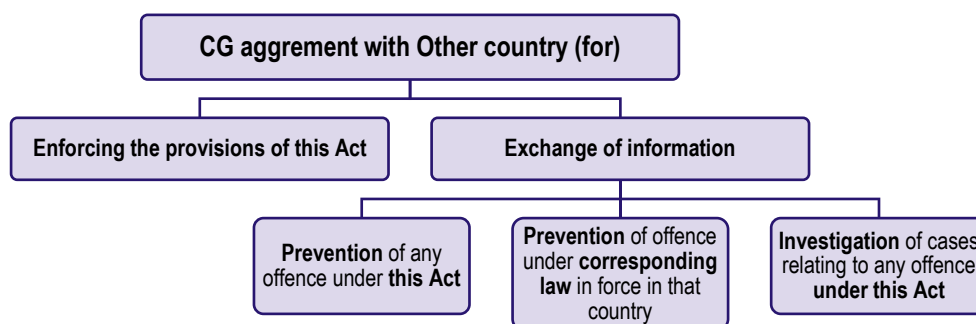 CG aggrement with Other country (for)
Enforcing the provisions of this Act
Exchange of information
Prevention of any
offence under this Act
Prevention of offence
under corresponding
law in force in that
country
Investigation of cases
relating to any offence
under this Act